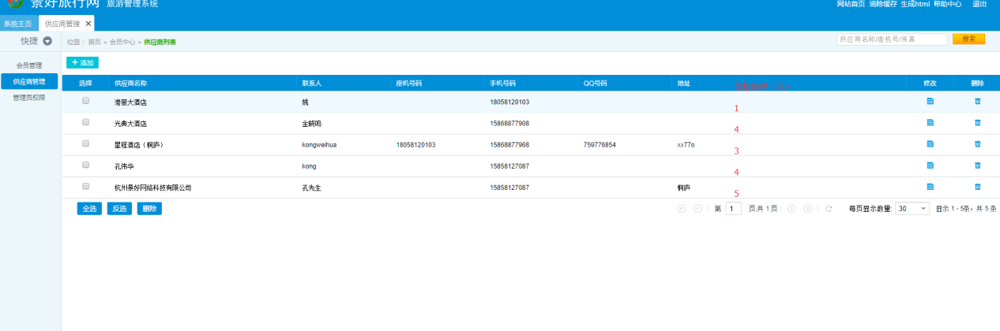 景好旅行网 旅游管理系统 网站首页 清除缓存 生成html 帮助中心 退出
系统主页 供应商管理 ×
快捷 位置： 首页 > 会员中心 > 供应商列表 供应商名称/座机号/传真 搜索
会员管理
供应商管理
管理员权限
+ 添加
选择 供应商名称 联系人 座机号码 手机号码 QQ号码 地址 修改 删除
港丽大酒店 姚 18058120103 1
光典大酒店 金晓鸣 15868877908 4
星程酒店（桐庐） kongweihua 18058120103 15868877968 759776854 xx77o 3
孔伟华 kong 15858127087 4
杭州景好网络科技有限公司 孔先生 15858127087 桐庐 5
全选 反选 删除 第 1 页,共 1 页 每页显示数量: 30 显示 1 - 5条，共 5 条